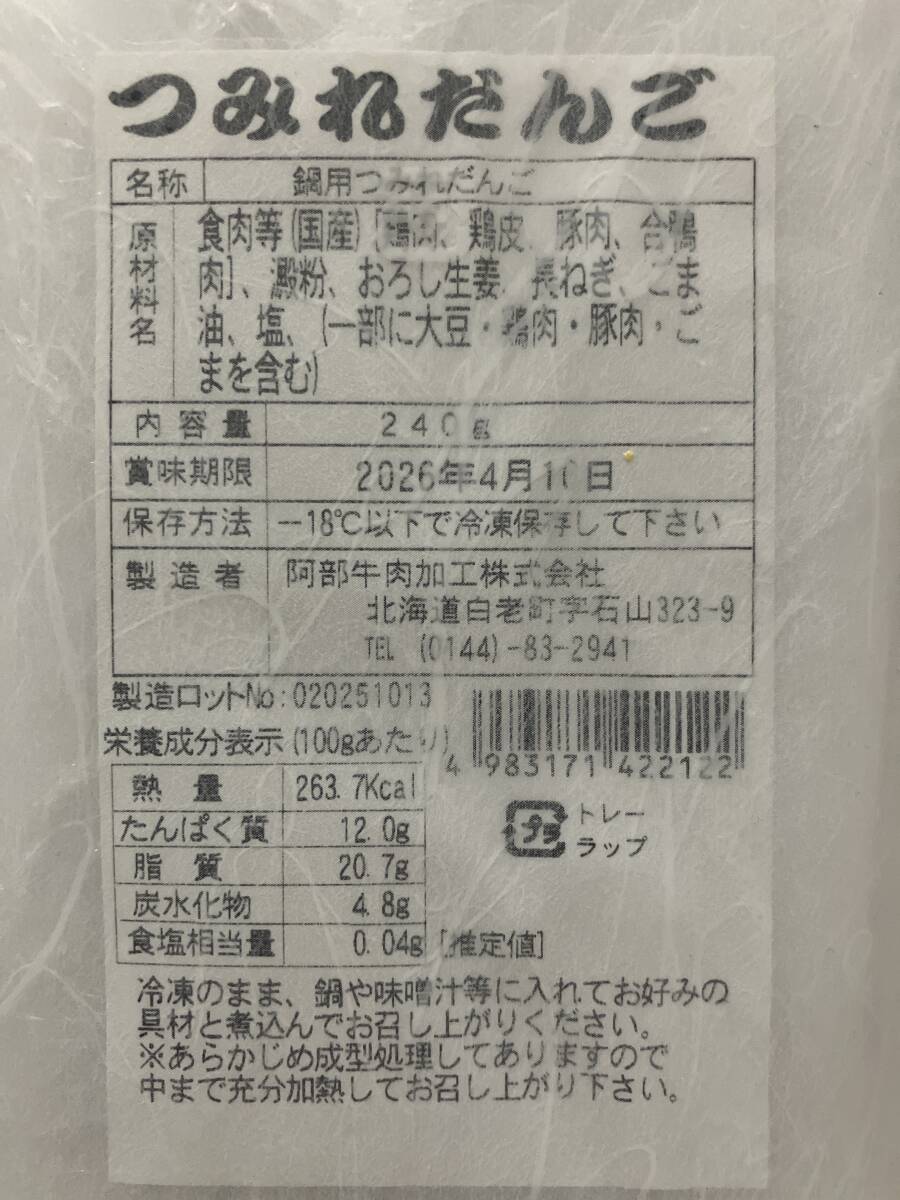 つみれだんご
名称 鍋用つみれだんご
原材料名
食肉等(国産)[鶏肉、鶏皮、豚肉、合鴨
肉]、澱粉、おろし生姜、長ねぎ、ごま
油、塩、(一部に大豆・鶏肉・豚肉・ご
まを含む)
内容量 240g
賞味期限 2026年4月10日
保存方法 -18℃以下で冷凍保存して下さい
製造者 阿部牛肉加工株式会社
北海道白老町字石山323-9
TEL (0144)-83-2941
製造ロットNo:020251013
栄養成分表示(100gあたり)
4 983171 422122
熱量 263.7Kcal
たんぱく質 12.0g
脂質 20.7g
炭水化物 4.8g
食塩相当量 0.04g [推定値]
プラ
トレー
ラップ
冷凍のまま、鍋や味噌汁等に入れてお好みの
具材と煮込んでお召し上がりください。
※あらかじめ成型処理してありますので
中まで充分加熱してお召し上がり下さい。